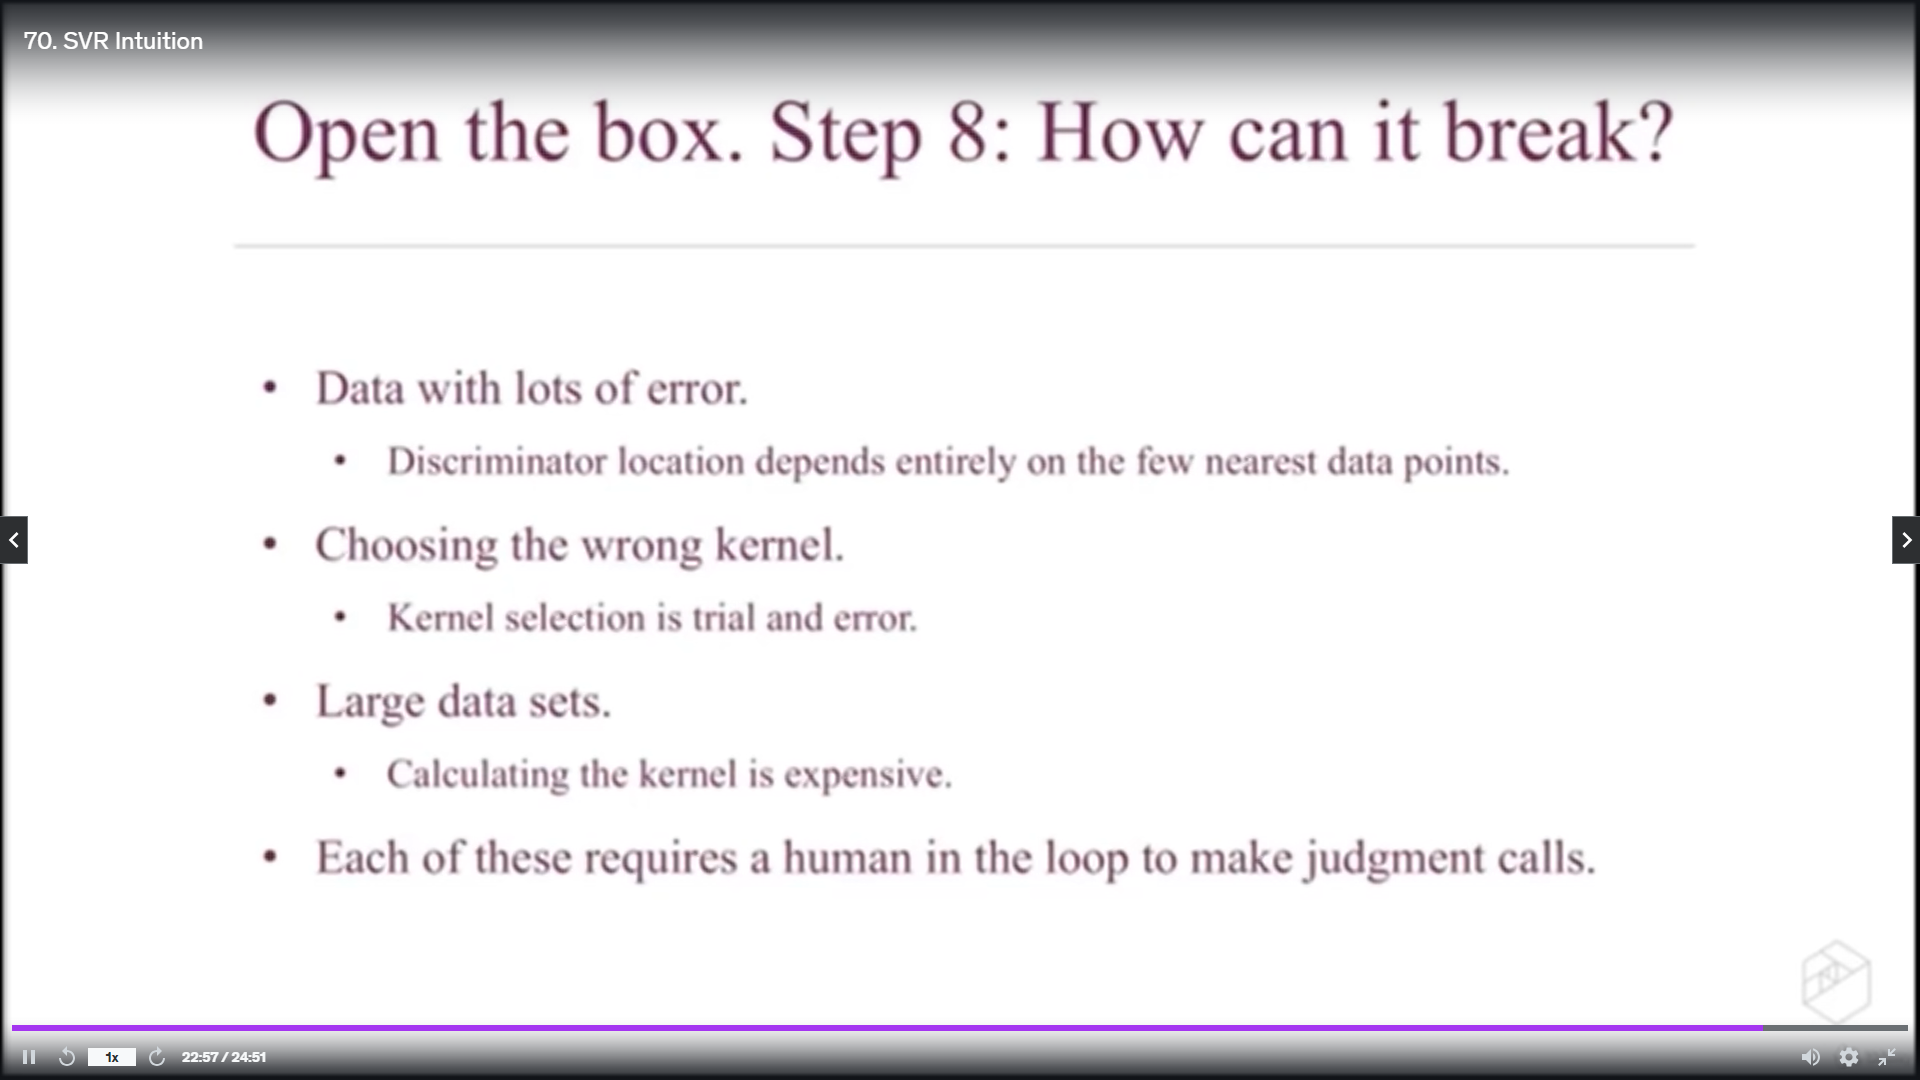 70. SVR Intuition
Open the box. Step 8: How can it break?
• Data with lots of error.
• Discriminator location depends entirely on the few nearest data points.
• Choosing the wrong kernel.
• Kernel selection is trial and error.
• Large data sets.
• Calculating the kernel is expensive.
• Each of these requires a human in the loop to make judgment calls.
1x
22:57 / 24:51